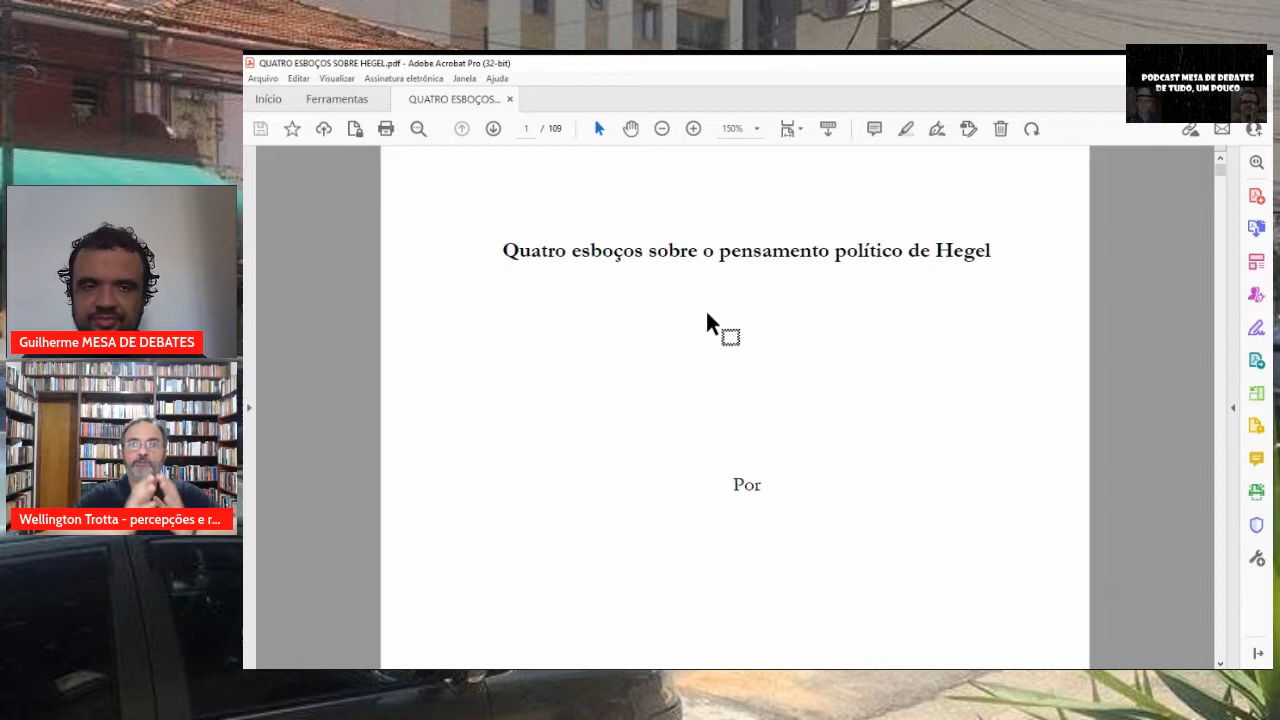 QUATRO ESBOÇOS SOBRE HEGEL.pdf - Adobe Acrobat Pro (32-bit)
Arquivo Editar Visualizar Assinatura eletrónica Janela Ajuda
Início Ferramentas QUATRO ESBOÇOS... ×
1 / 109 150%
PODCAST MESA DE DEBATES
DE TUDO, UM POUCO
Quatro esboços sobre o pensamento político de Hegel
Por
Guilherme MESA DE DEBATES
Wellington Trotta - percepções e r...